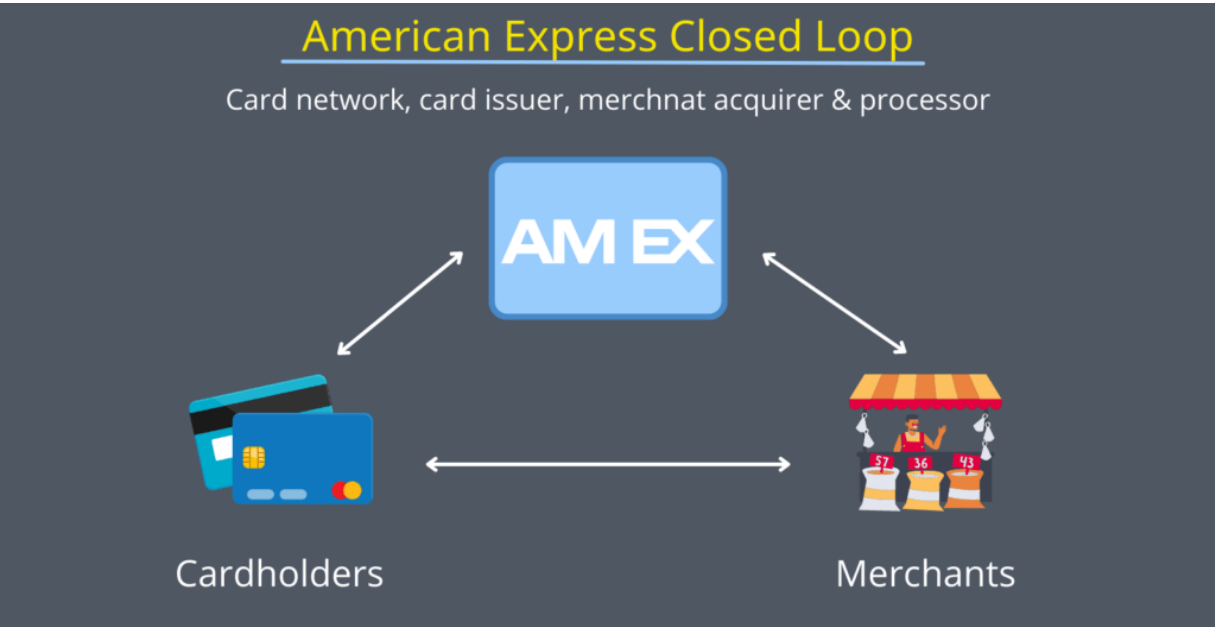 American Express Closed Loop
Card network, card issuer, merchnat acquirer & processor
AM EX
57 36 43
Cardholders
Merchants